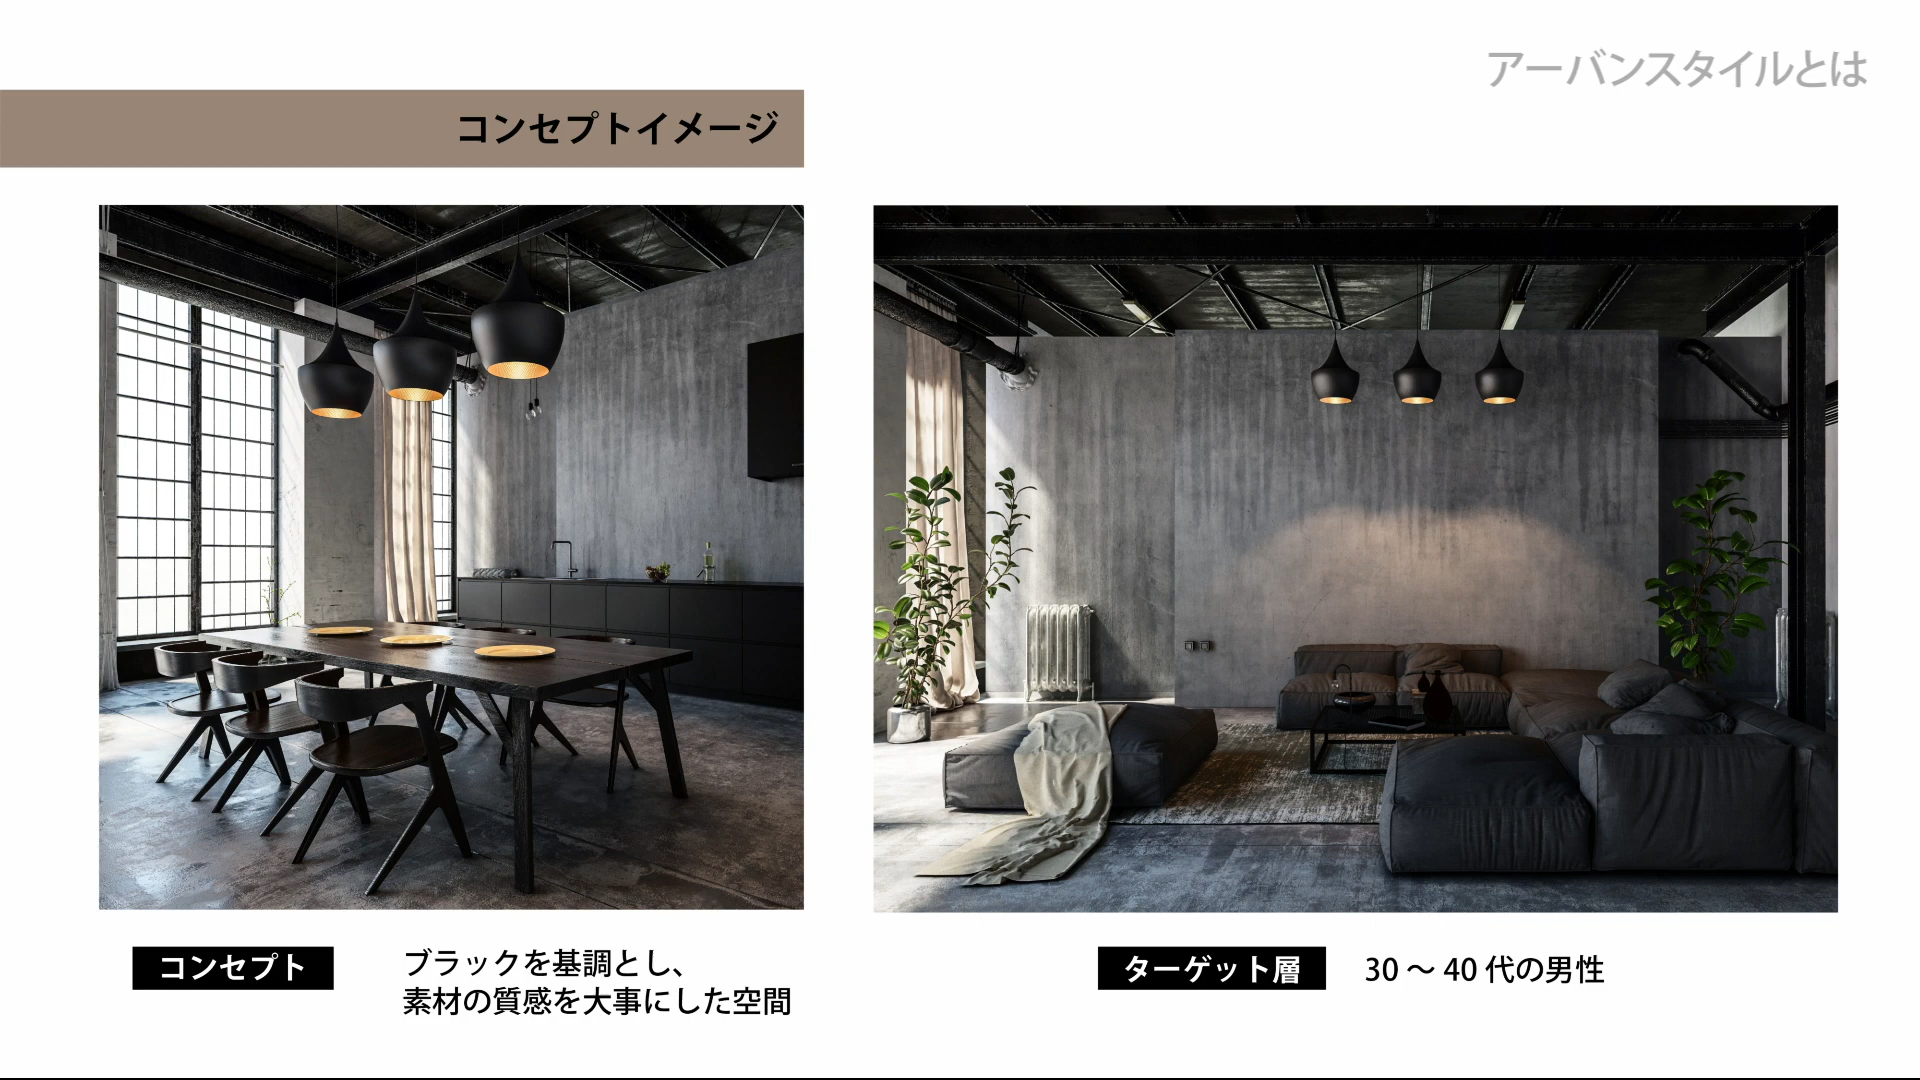 アーバンスタイルとは
コンセプトイメージ
コンセプト
ブラックを基調とし、
素材の質感を大事にした空間
ターゲット層
30 ～ 40 代の男性